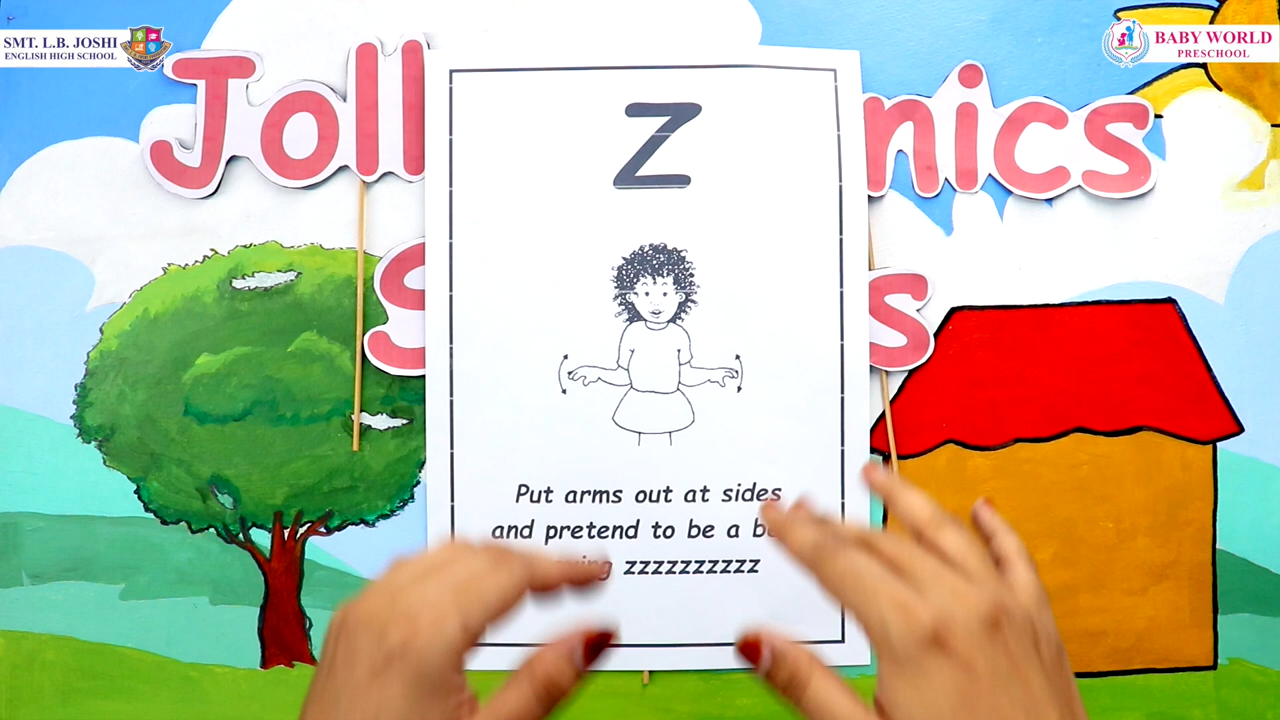 SMT. L.B. JOSHI
ENGLISH HIGH SCHOOL
BABY WORLD
PRESCHOOL
Joll nics
S s
z
Put arms out at sides
and pretend to be a
zzzzzzzzzz